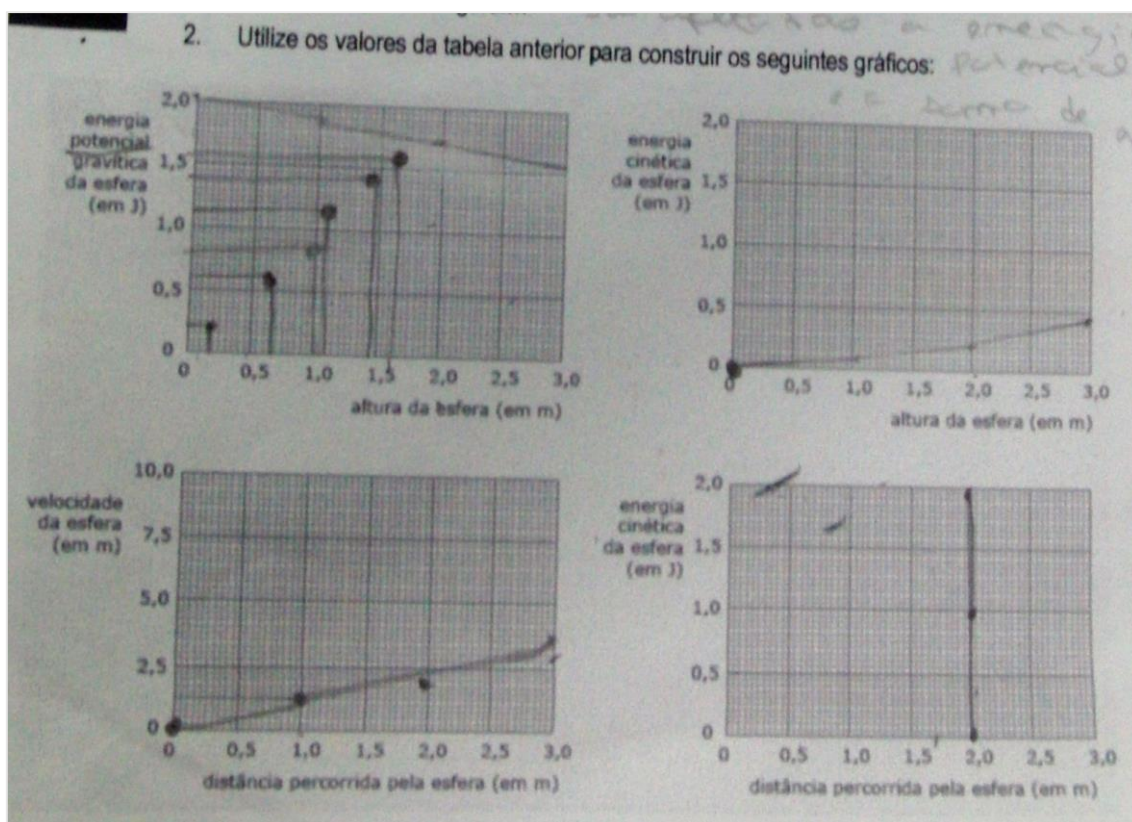 a
2. Utilize os valores da tabela anterior para construir os seguintes gráficos:
de
a
energia
potencial
gravítica
da esfera
(em J)
2,0
1,5
1,0
0,5
0
0 0,5 1,0 1,5 2,0 2,5 3,0
altura da esfera (em m)
energia
cinética
da esfera
(em J)
2,0
1,5
1,0
0,5
0
0 0,5 1,0 1,5 2,0 2,5 3,0
altura da esfera (em m)
velocidade
da esfera
(em m)
10,0
7,5
5,0
2,5
0
0 0,5 1,0 1,5 2,0 2,5 3,0
distância percorrida pela esfera (em m)
energia
cinética
da esfera
(em J)
2,0
1,5
1,0
0,5
0
0 0,5 1,0 1,5 2,0 2,5 3,0
distância percorrida pela esfera (em m)